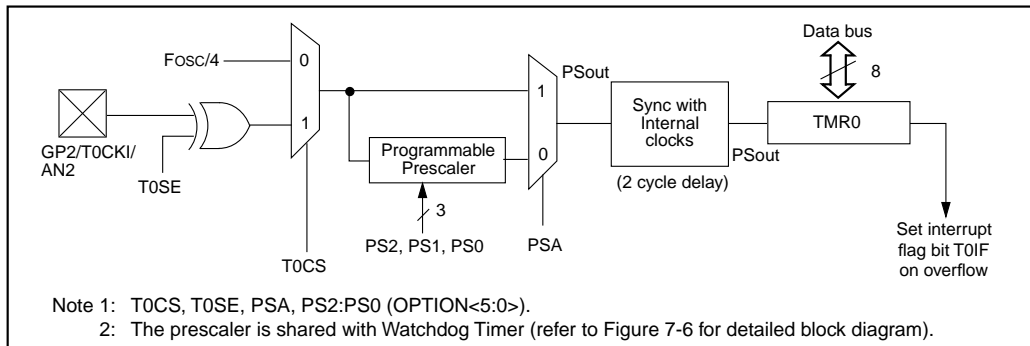 Data bus
FOSC/4
0
8
PSout
1
Sync with
Internal
clocks
TMR0
1
Programmable
Prescaler
0
GP2/T0CKI/
AN2
PSout
T0SE
(2 cycle delay)
3
PS2, PS1, PS0
PSA
Set interrupt
flag bit T0IF
on overflow
T0CS
Note 1: T0CS, T0SE, PSA, PS2:PS0 (OPTION<5:0>).
2: The prescaler is shared with Watchdog Timer (refer to Figure 7-6 for detailed block diagram).